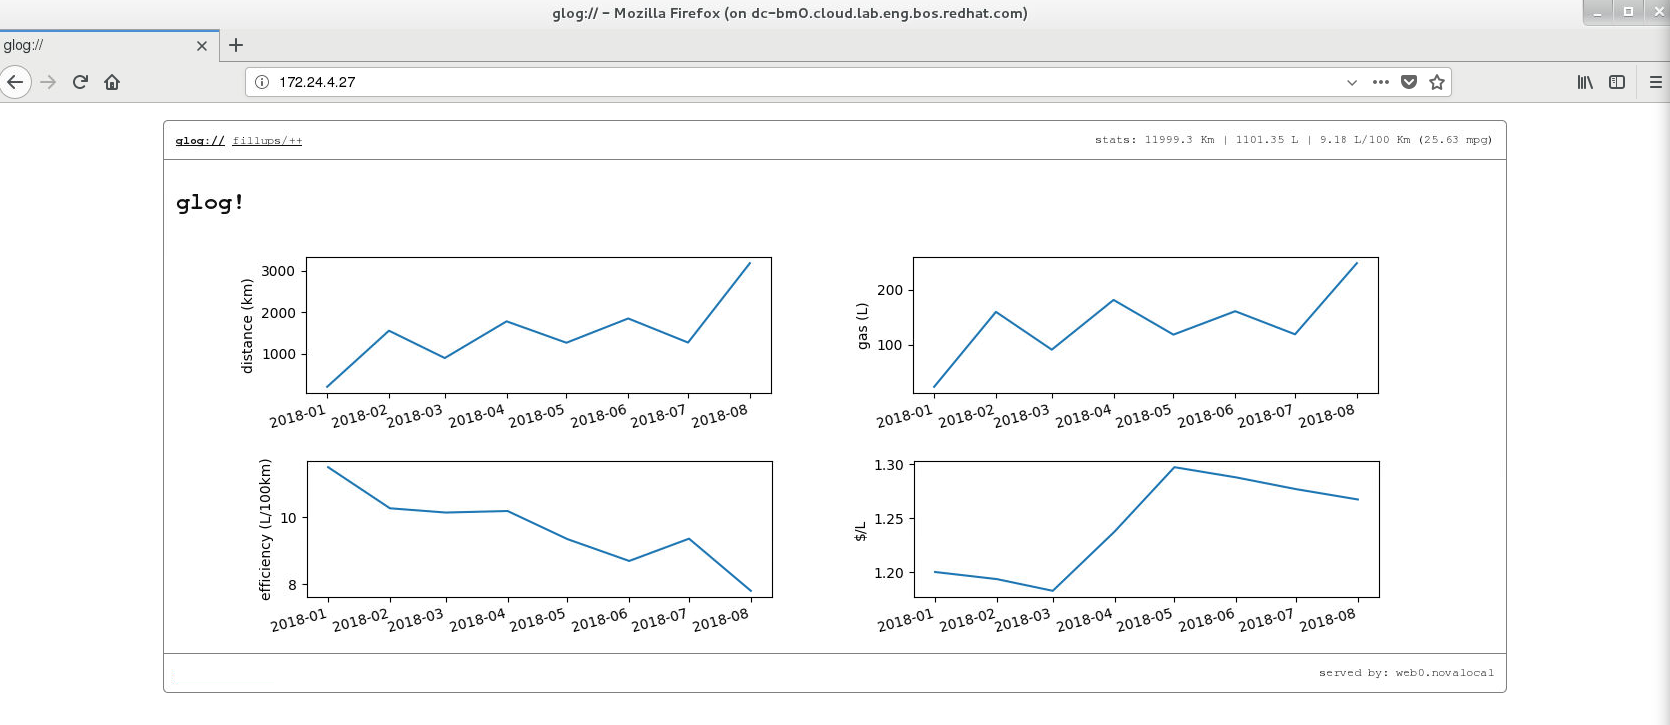 glog:// - Mozilla Firefox (on dc-bm0.cloud.lab.eng.bos.redhat.com)
glog://
172.24.4.27
glog:// fillups/++
stats: 11999.3 Km | 1101.35 L | 9.18 L/100 Km (25.63 mpg)
glog!
distance (km)
3000
2000
1000
2018-01 2018-02 2018-03 2018-04 2018-05 2018-06 2018-07 2018-08
gas (L)
200
100
2018-01 2018-02 2018-03 2018-04 2018-05 2018-06 2018-07 2018-08
efficiency (L/100km)
10
8
2018-01 2018-02 2018-03 2018-04 2018-05 2018-06 2018-07 2018-08
$/L
1.30
1.25
1.20
2018-01 2018-02 2018-03 2018-04 2018-05 2018-06 2018-07 2018-08
served by: web0.novalocal